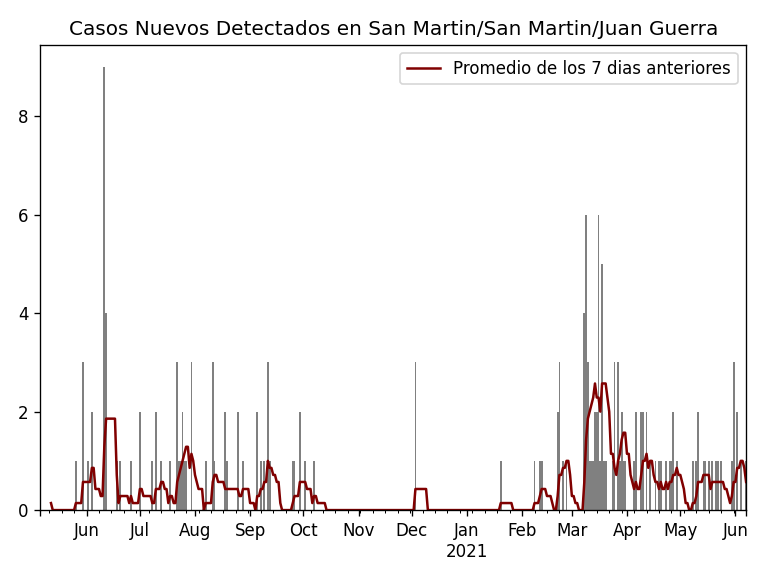 Casos Nuevos Detectados en San Martin/San Martin/Juan Guerra
Promedio de los 7 dias anteriores
8
6
4
2
0
Jun Jul Aug Sep Oct Nov Dec Jan Feb Mar Apr May Jun
2021